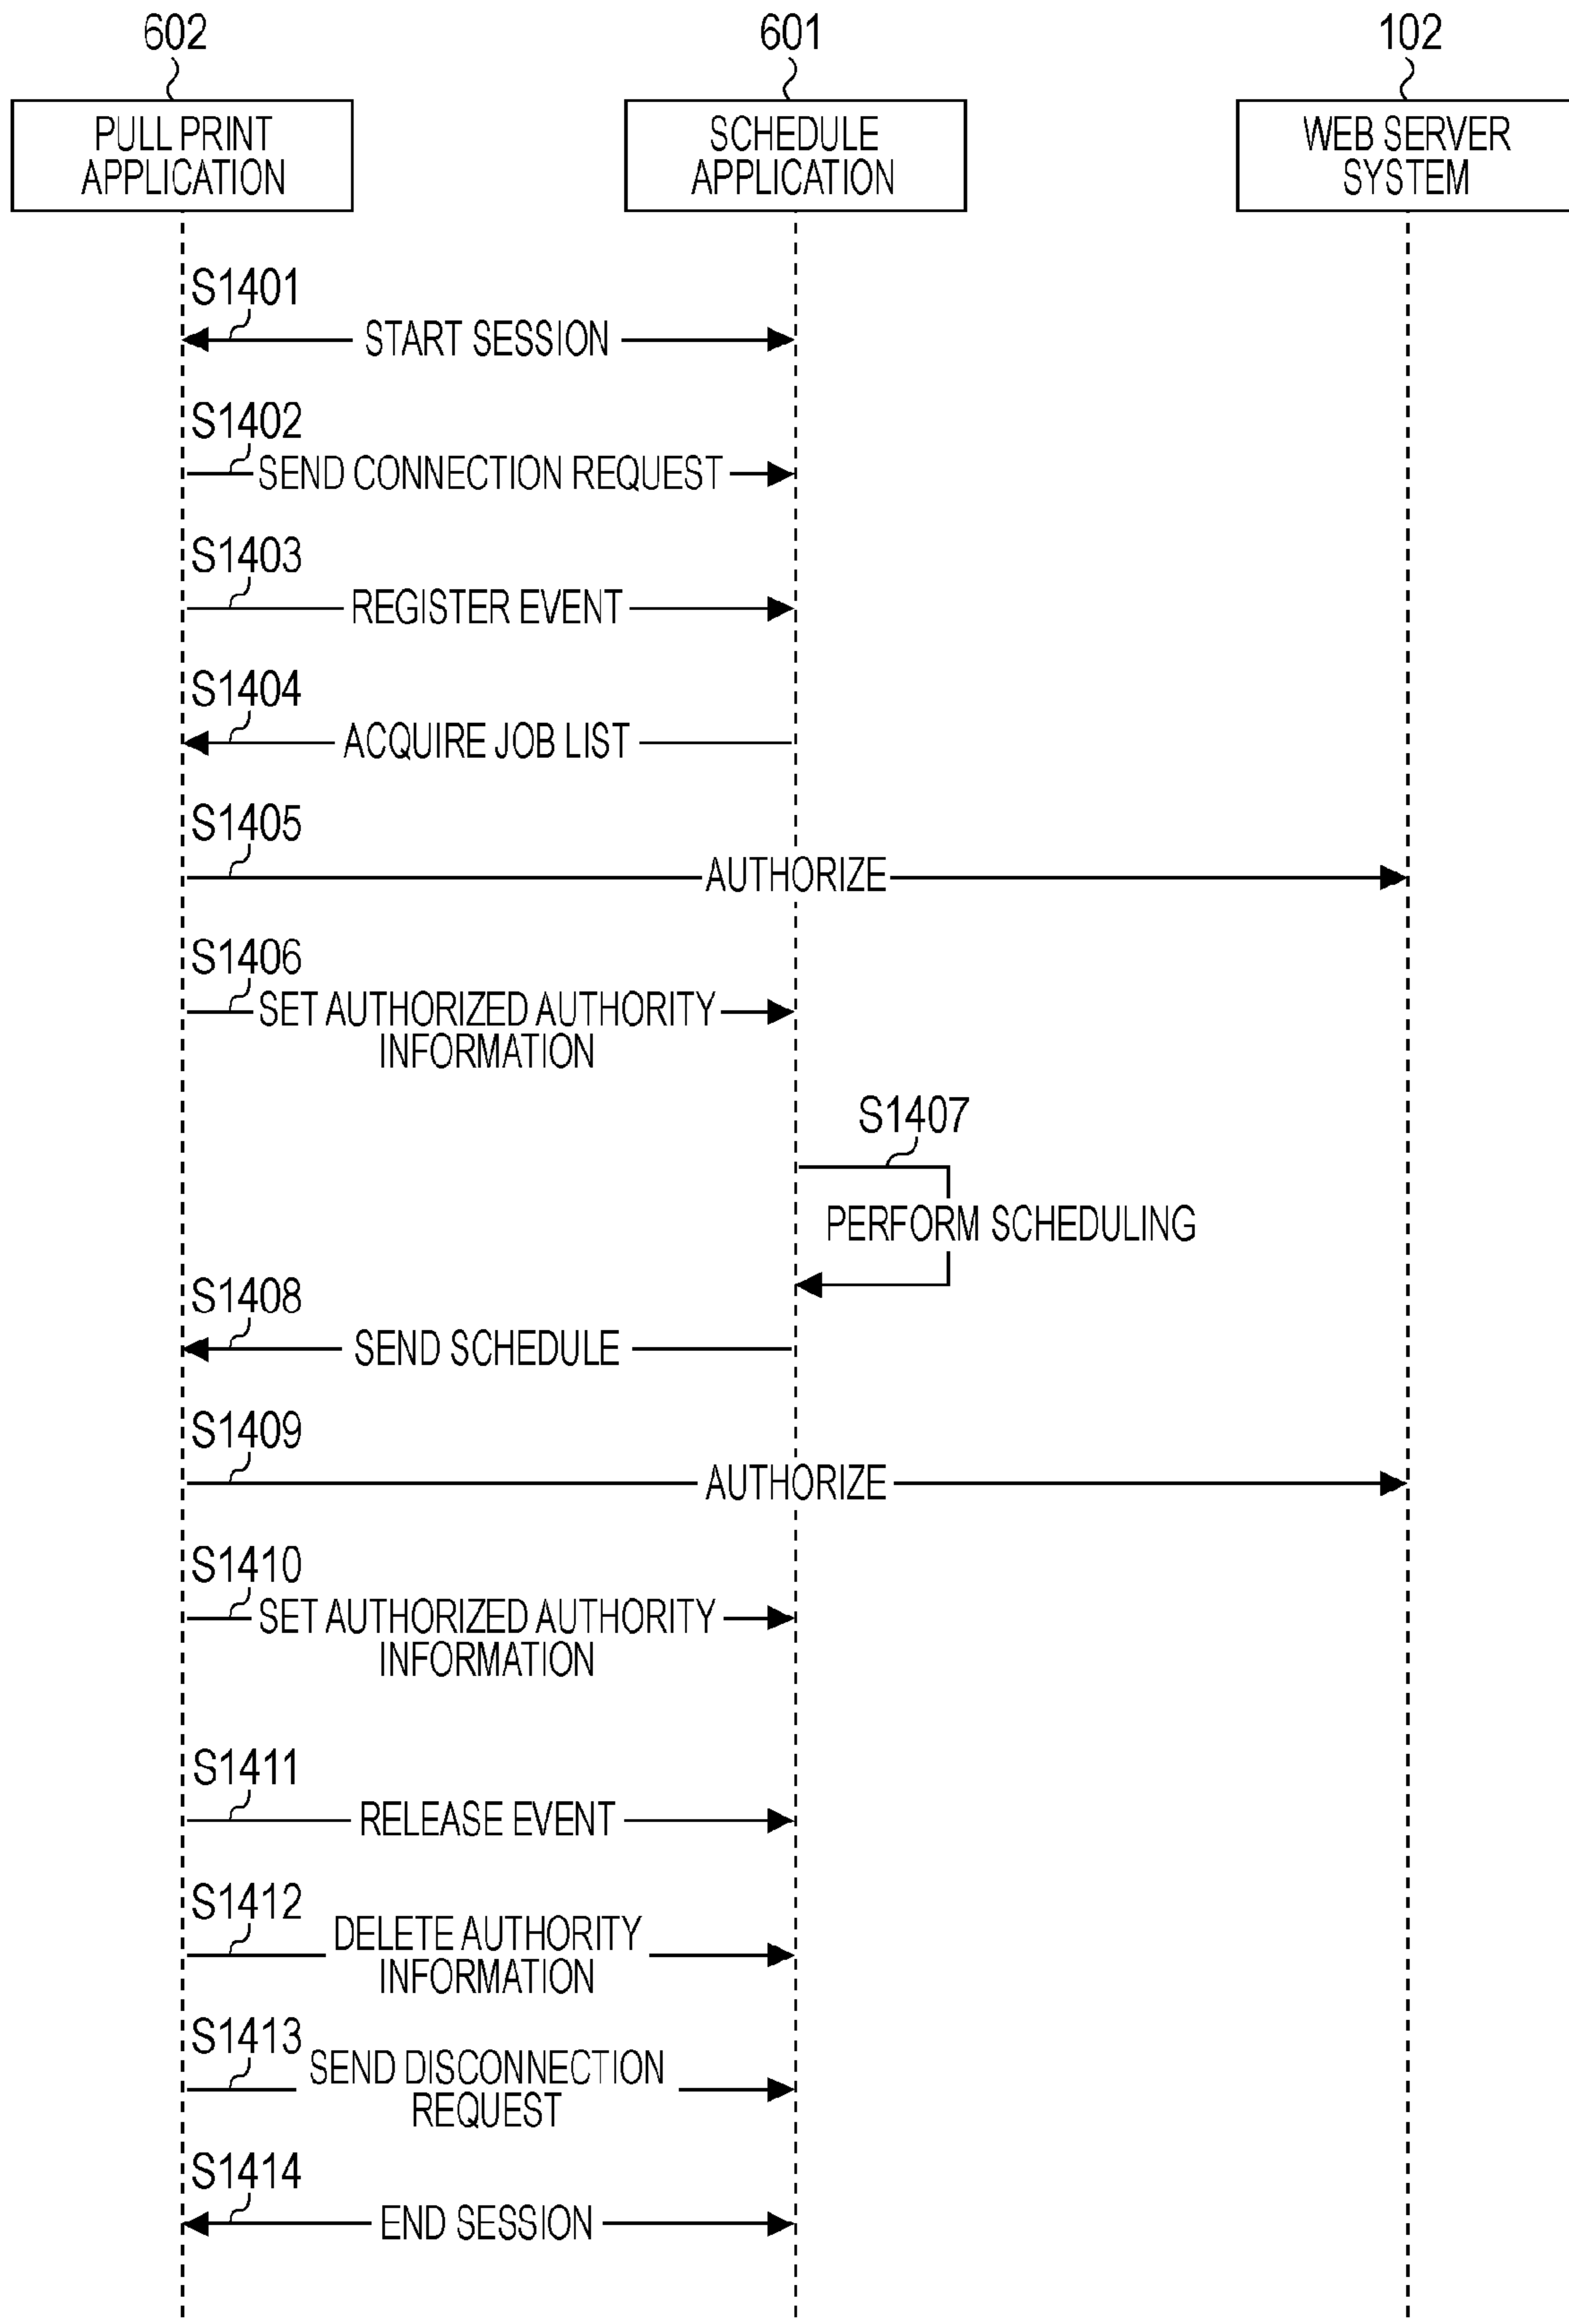 602
601
102
PULL PRINT
APPLICATION
SCHEDULE
APPLICATION
WEB SERVER
SYSTEM
S1401
START SESSION
S1402
SEND CONNECTION REQUEST
S1403
REGISTER EVENT
S1404
ACQUIRE JOB LIST
S1405
AUTHORIZE
S1406
SET AUTHORIZED AUTHORITY
INFORMATION
S1407
PERFORM SCHEDULING
S1408
SEND SCHEDULE
S1409
AUTHORIZE
S1410
SET AUTHORIZED AUTHORITY
INFORMATION
S1411
RELEASE EVENT
S1412
DELETE AUTHORITY
INFORMATION
S1413
SEND DISCONNECTION
REQUEST
S1414
END SESSION